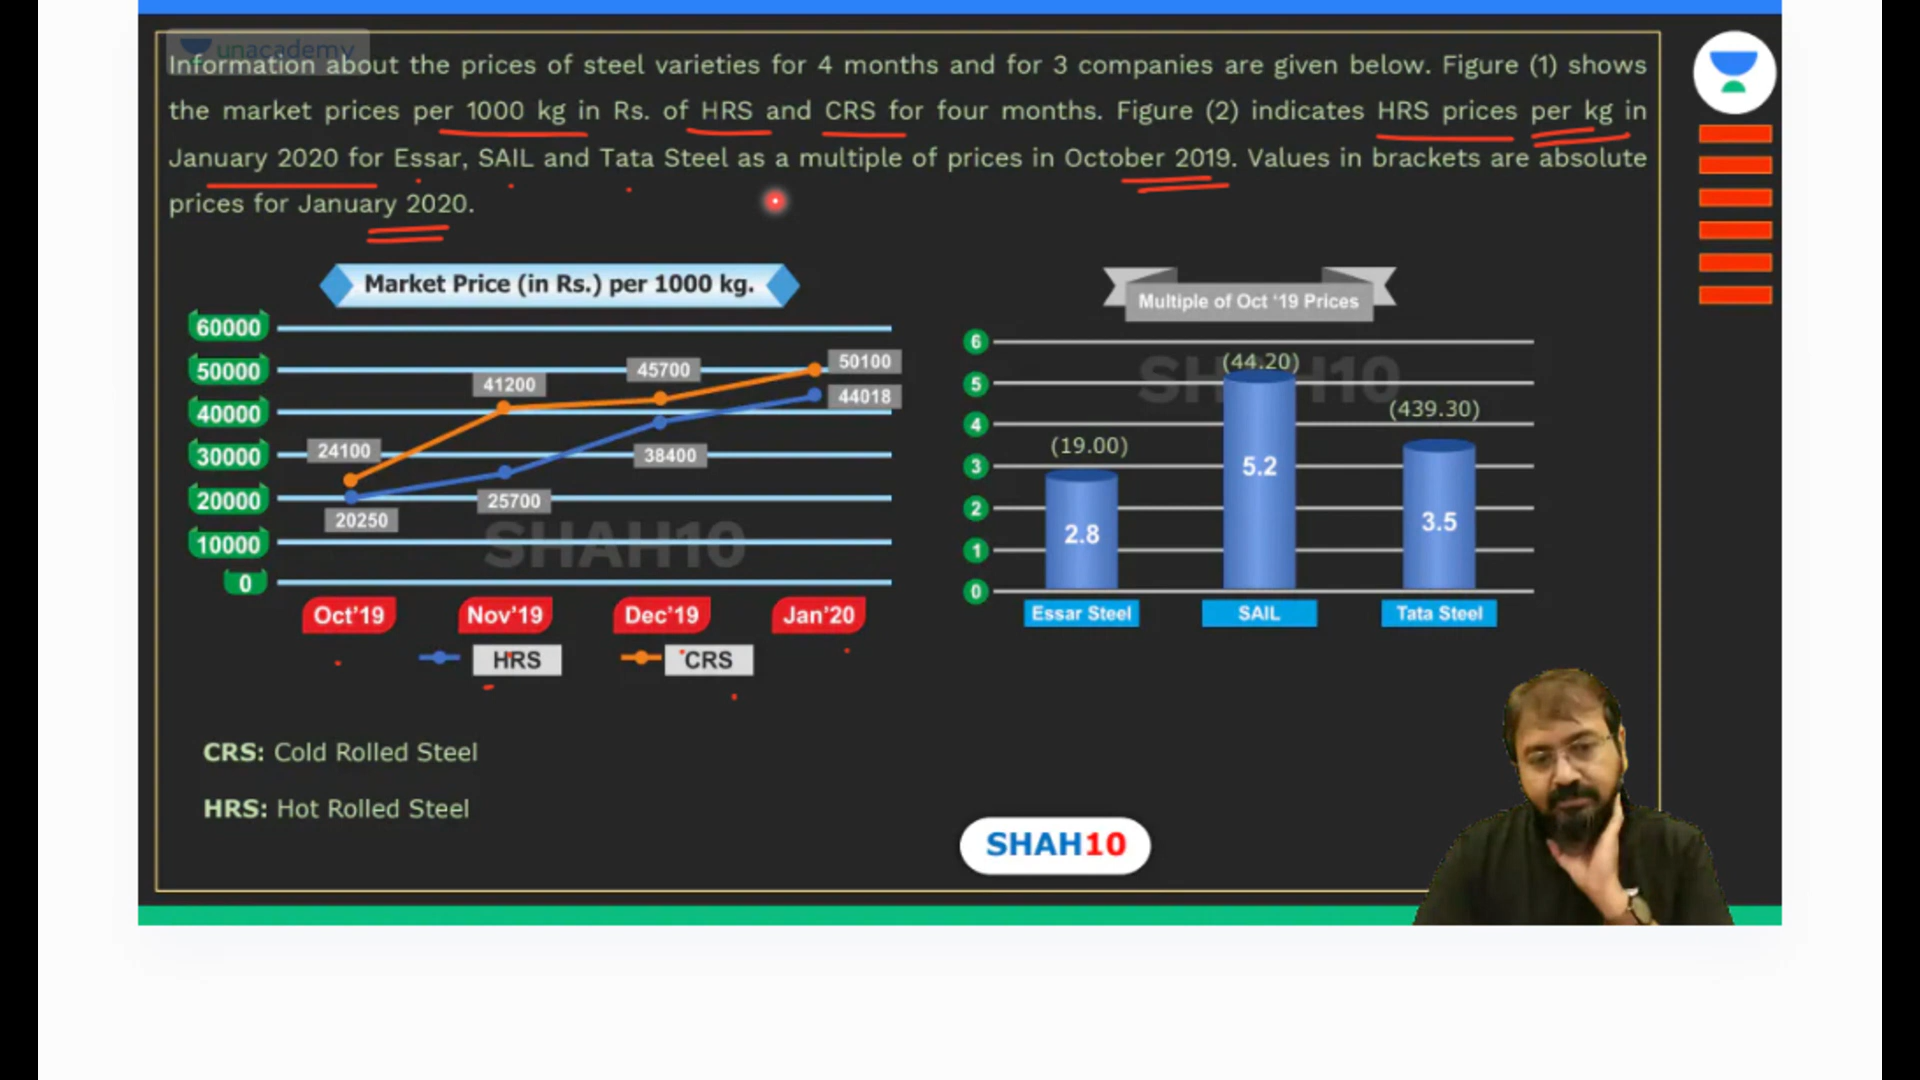 unacademy
Information about the prices of steel varieties for 4 months and for 3 companies are given below. Figure (1) shows
the market prices per 1000 kg in Rs. of HRS and CRS for four months. Figure (2) indicates HRS prices per kg in
January 2020 for Essar, SAIL and Tata Steel as a multiple of prices in October 2019. Values in brackets are absolute
prices for January 2020.
Market Price (in Rs.) per 1000 kg.
60000
50000
40000
30000
20000
10000
0
24100
41200
45700
50100
20250
25700
38400
44018
SHAH10
Oct'19 Nov'19 Dec'19 Jan'20
HRS CRS
Multiple of Oct '19 Prices
6
5
4
3
2
1
0
SHAH10
(19.00)
(44.20)
(439.30)
2.8
5.2
3.5
Essar Steel SAIL Tata Steel
CRS: Cold Rolled Steel
HRS: Hot Rolled Steel
SHAH10